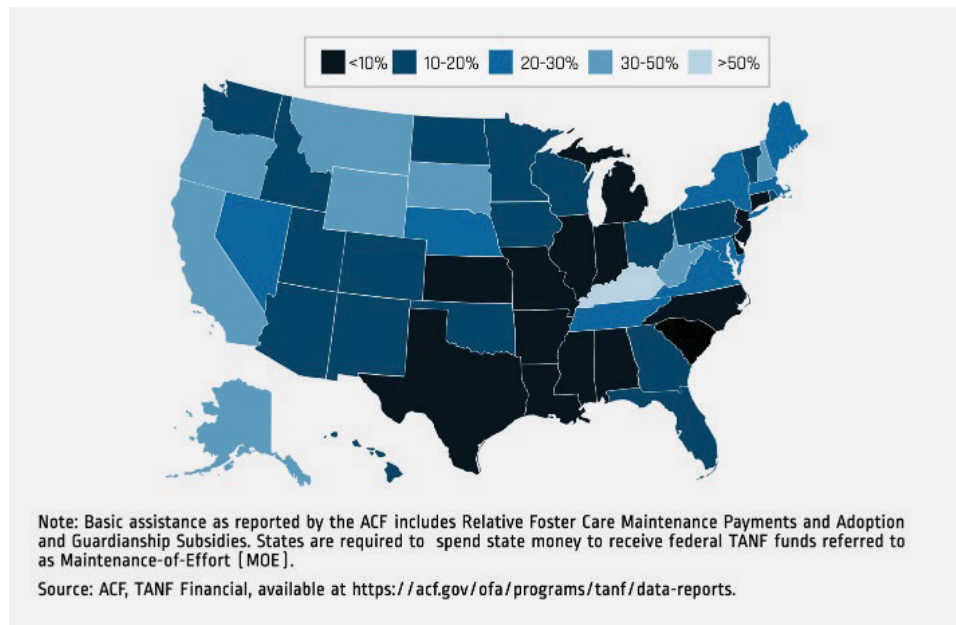 <10% 10-20% 20-30% 30-50% >50%
Note: Basic assistance as reported by the ACF includes Relative Foster Care Maintenance Payments and Adoption
and Guardianship Subsidies. States are required to spend state money to receive federal TANF funds referred to
as Maintenance-of-Effort (MOE).
Source: ACF, TANF Financial, available at https://acf.gov/ofa/programs/tanf/data-reports.